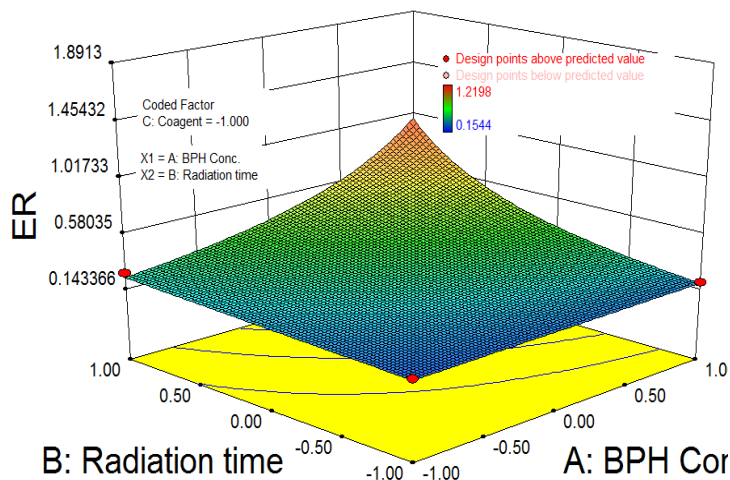 1.8913
1.45432
1.01733
0.58035
0.143366
ER
Coded Factor
C: Coagent = -1.000
X1 = A: BPH Conc.
X2 = B: Radiation time
Design points above predicted value
Design points below predicted value
1.2198
0.1544
1.00
0.50
0.00
-0.50
-1.00
-1.00
-0.50
0.00
0.50
1.0
B: Radiation time
A: BPH Con